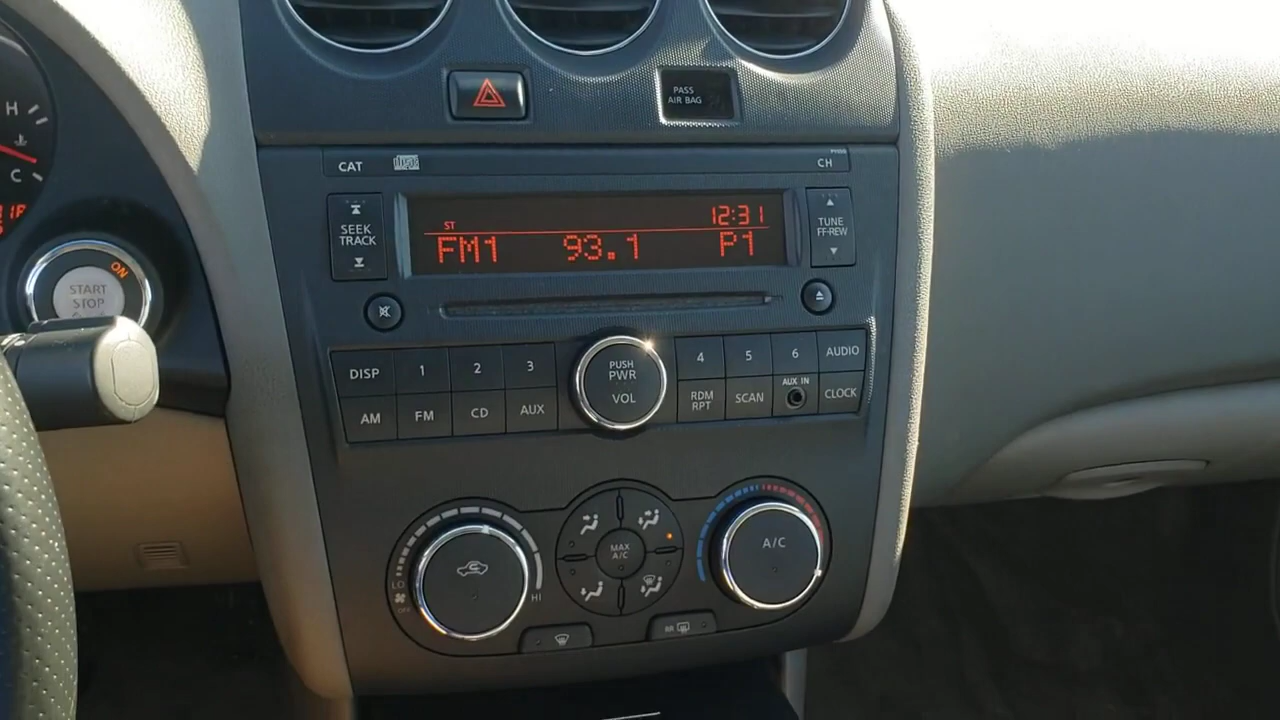 H
C
ON
START
STOP
PASS
AIR BAG
CAT
CH
SEEK
TRACK
ST
12:31
FM1 93.1 P1
TUNE
FF-REW
DISP
1
2
3
AM
FM
CD
AUX
PUSH
PWR
VOL
4
5
6
AUDIO
RDM
RPT
SCAN
AUX IN
CLOCK
LO
OFF
HI
MAX
A/C
A/C
RR